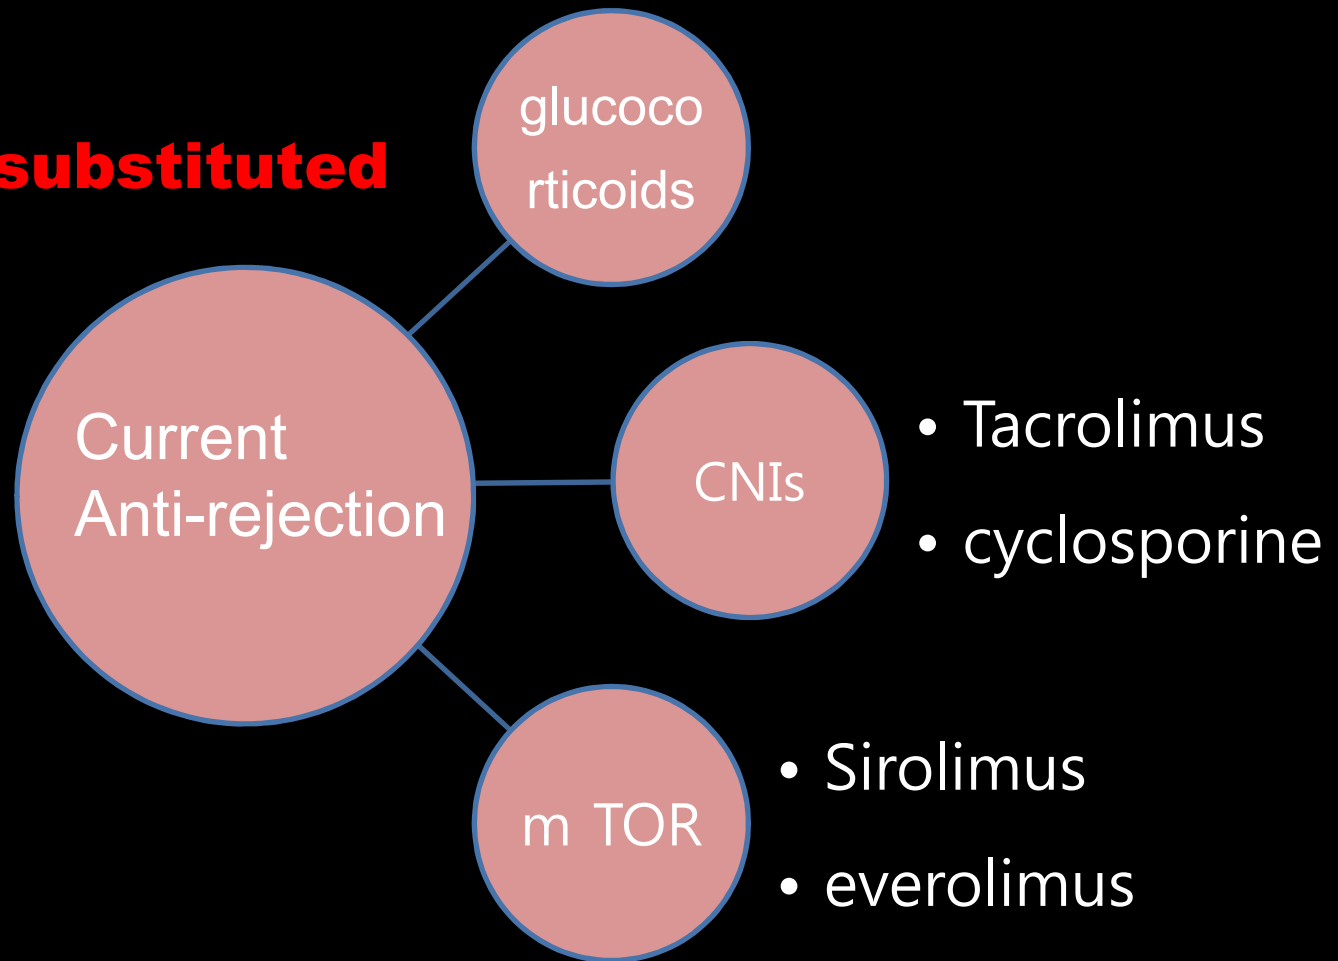 substituted
glucoco
rticoids
Current
Anti-rejection
CNIs
• Tacrolimus
• cyclosporine
m TOR
• Sirolimus
• everolimus